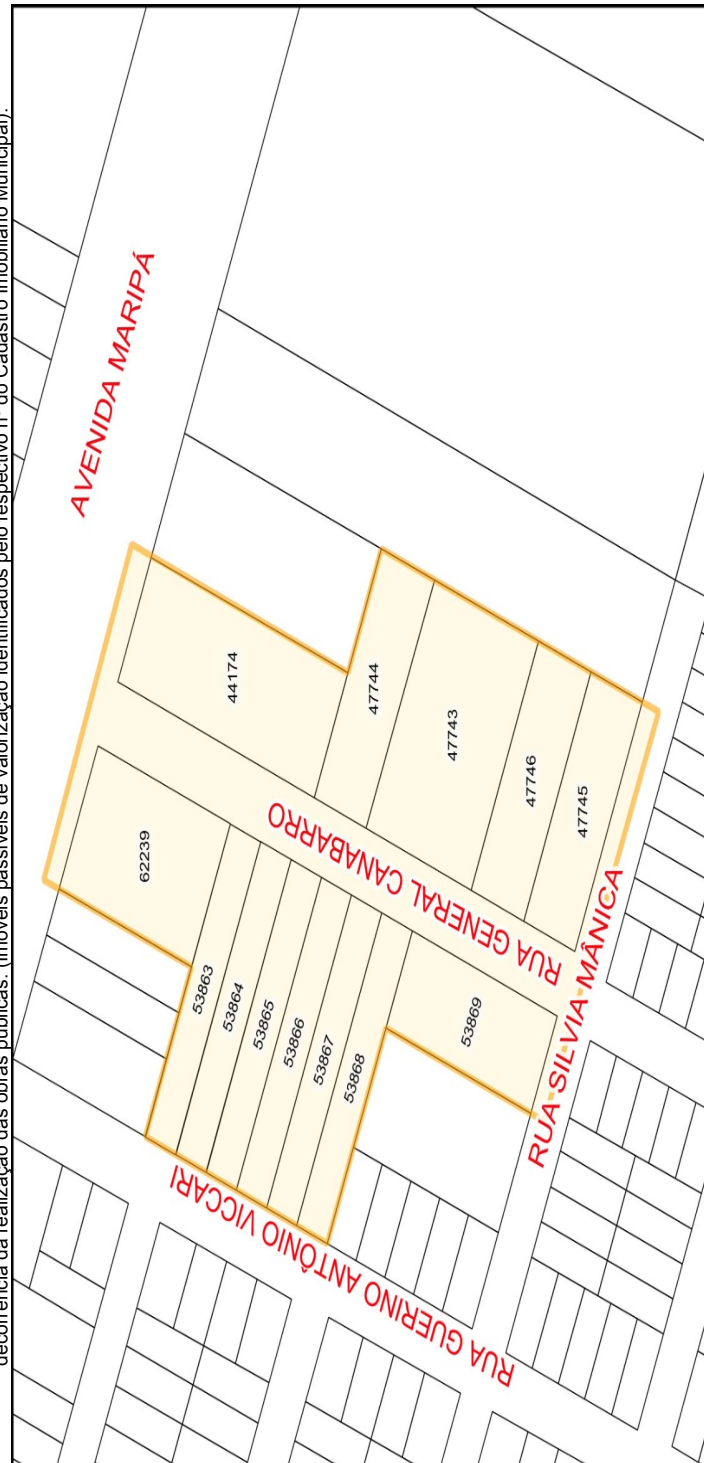 decorrência da realização das obras públicas. (imóveis passíveis de valorização identificados pelo respectivo nº do Cadastro Imobiliário Municipal).
AVENIDA MARIPÁ
44174
47744
47743
47746
47745
62239
RUA GENERAL CANABARRO
53863
53864
53865
53866
53867
53868
53869
RUA SILVIA MÂNICA
RUA GUERINO ANTÔNIO VICCARI